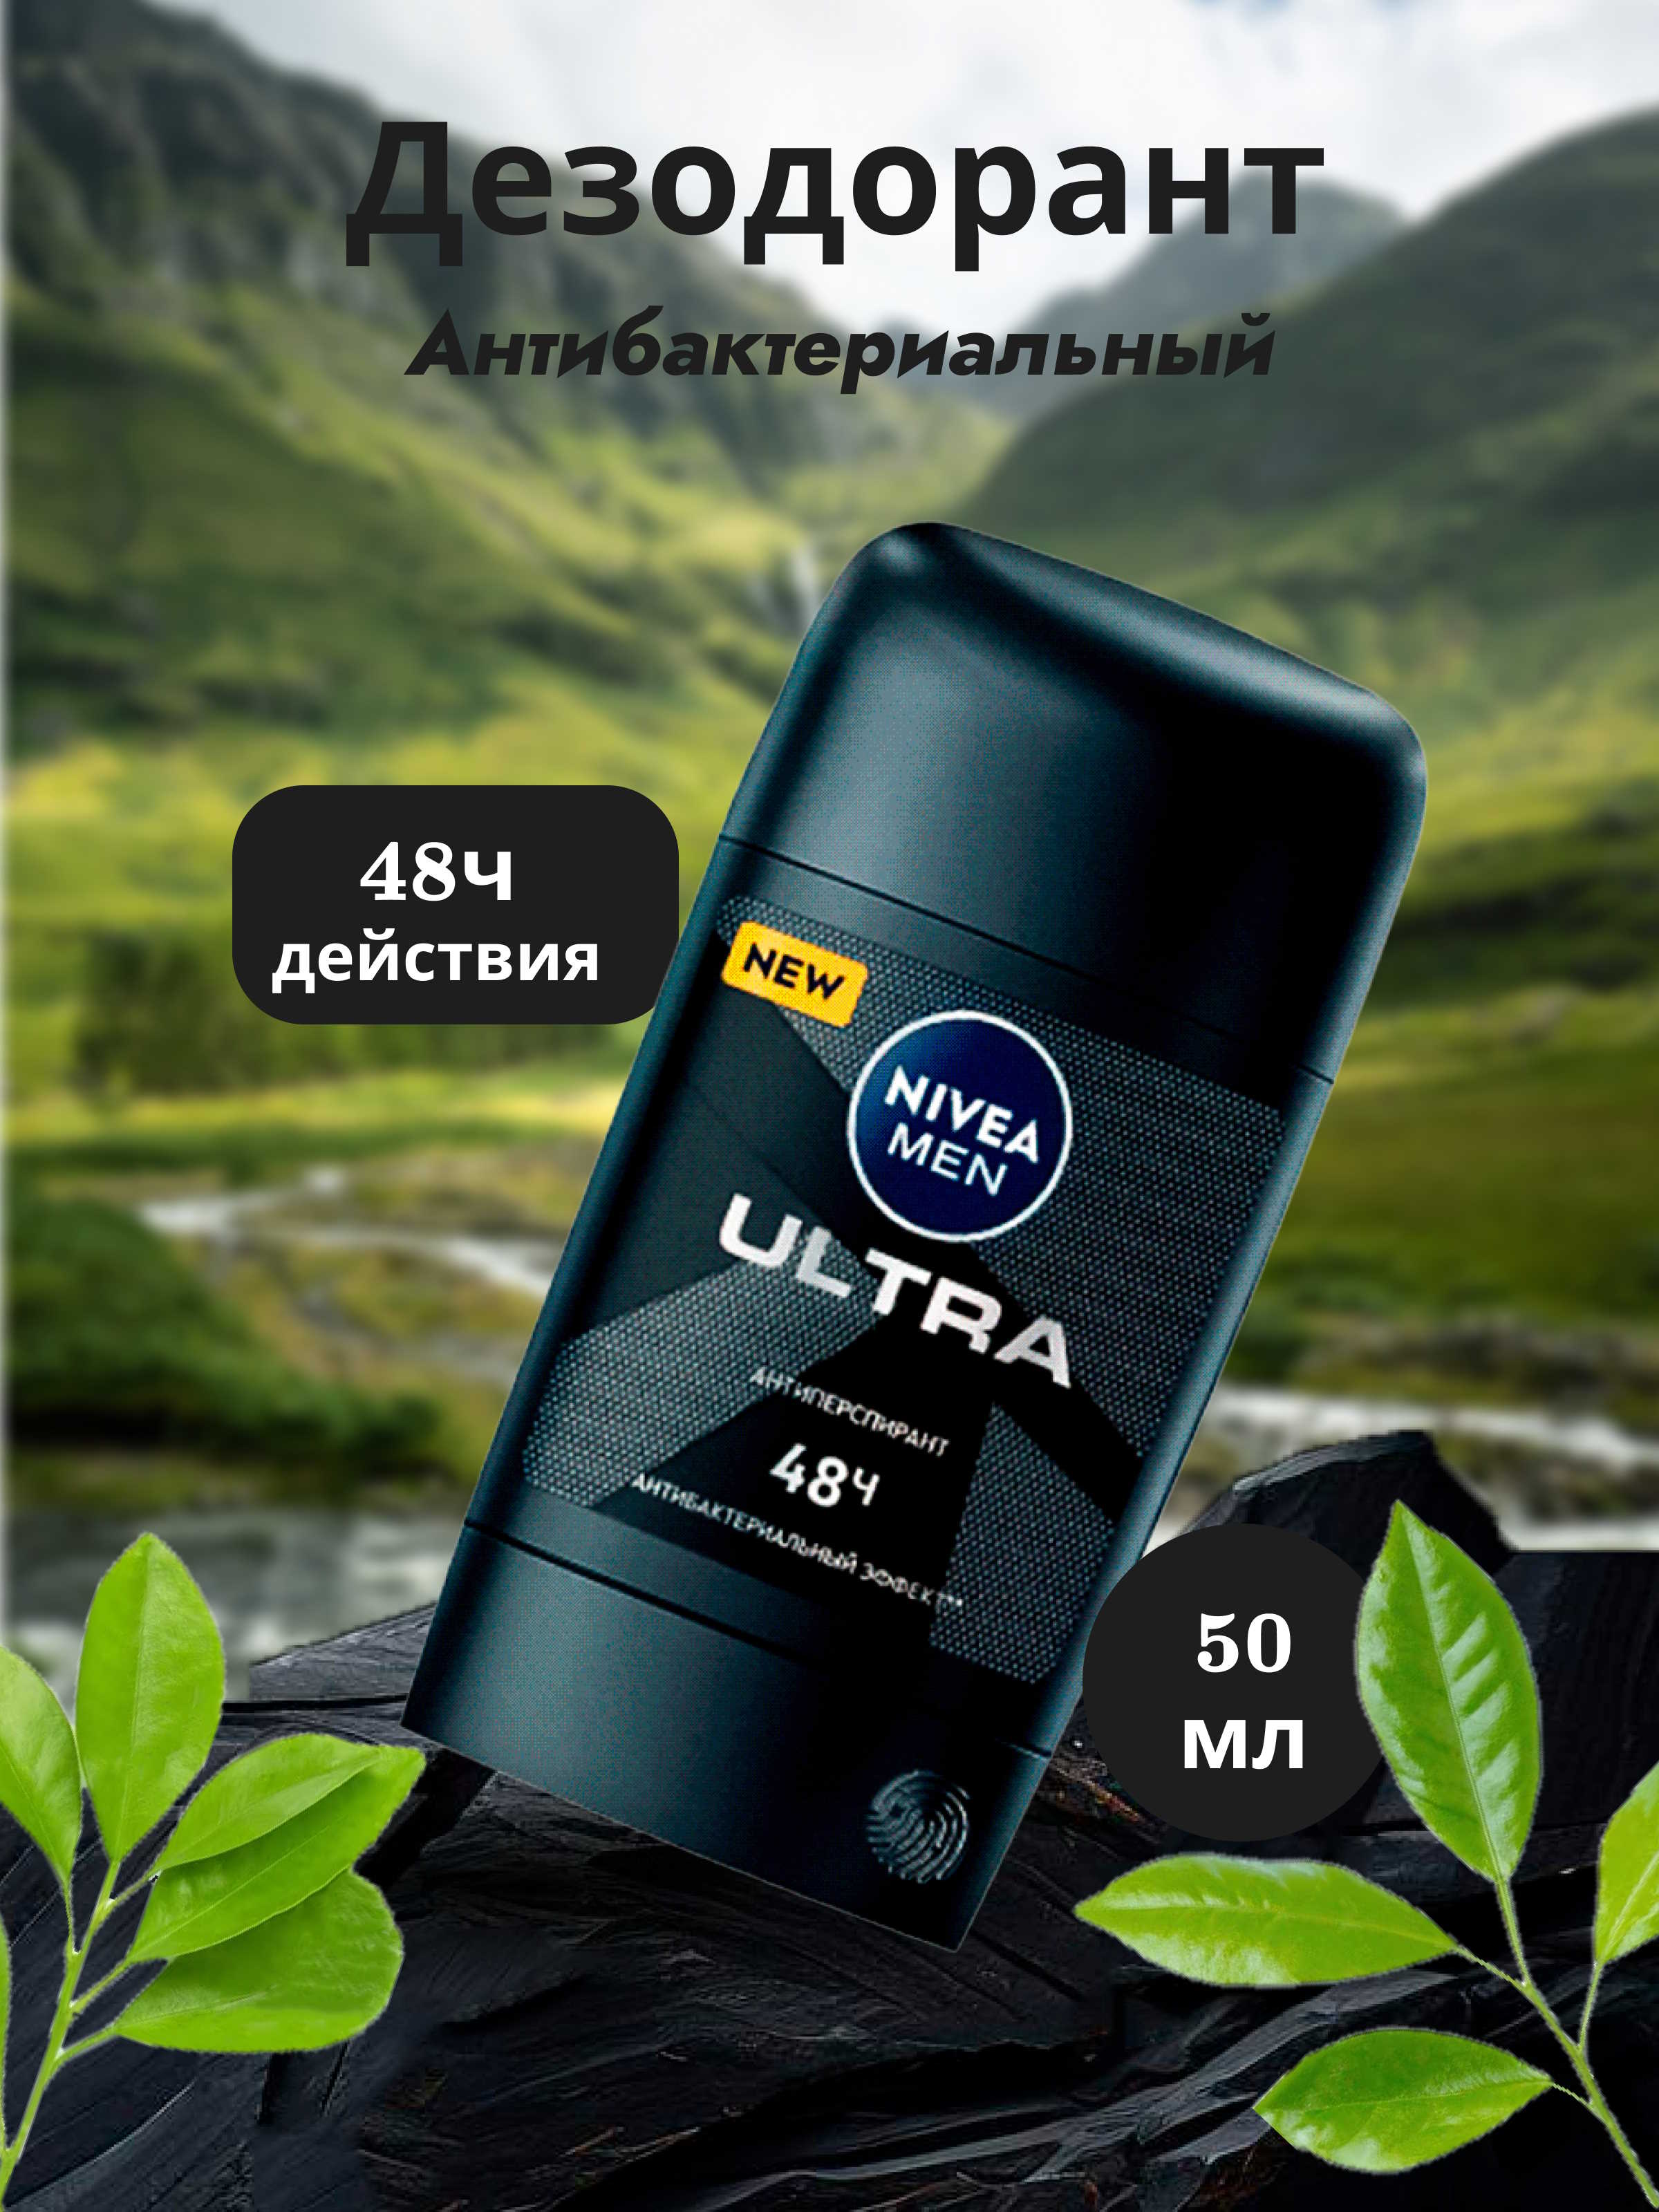 Дезодорант
Антибактериальный
48ч
действия
NEW
NIVEA
MEN
ULTRA
АНТИПЕРСПИРАНТ
48ч
АНТИБАКТЕРИАЛЬНЫЙ ЭФФЕКТ**
50
мл